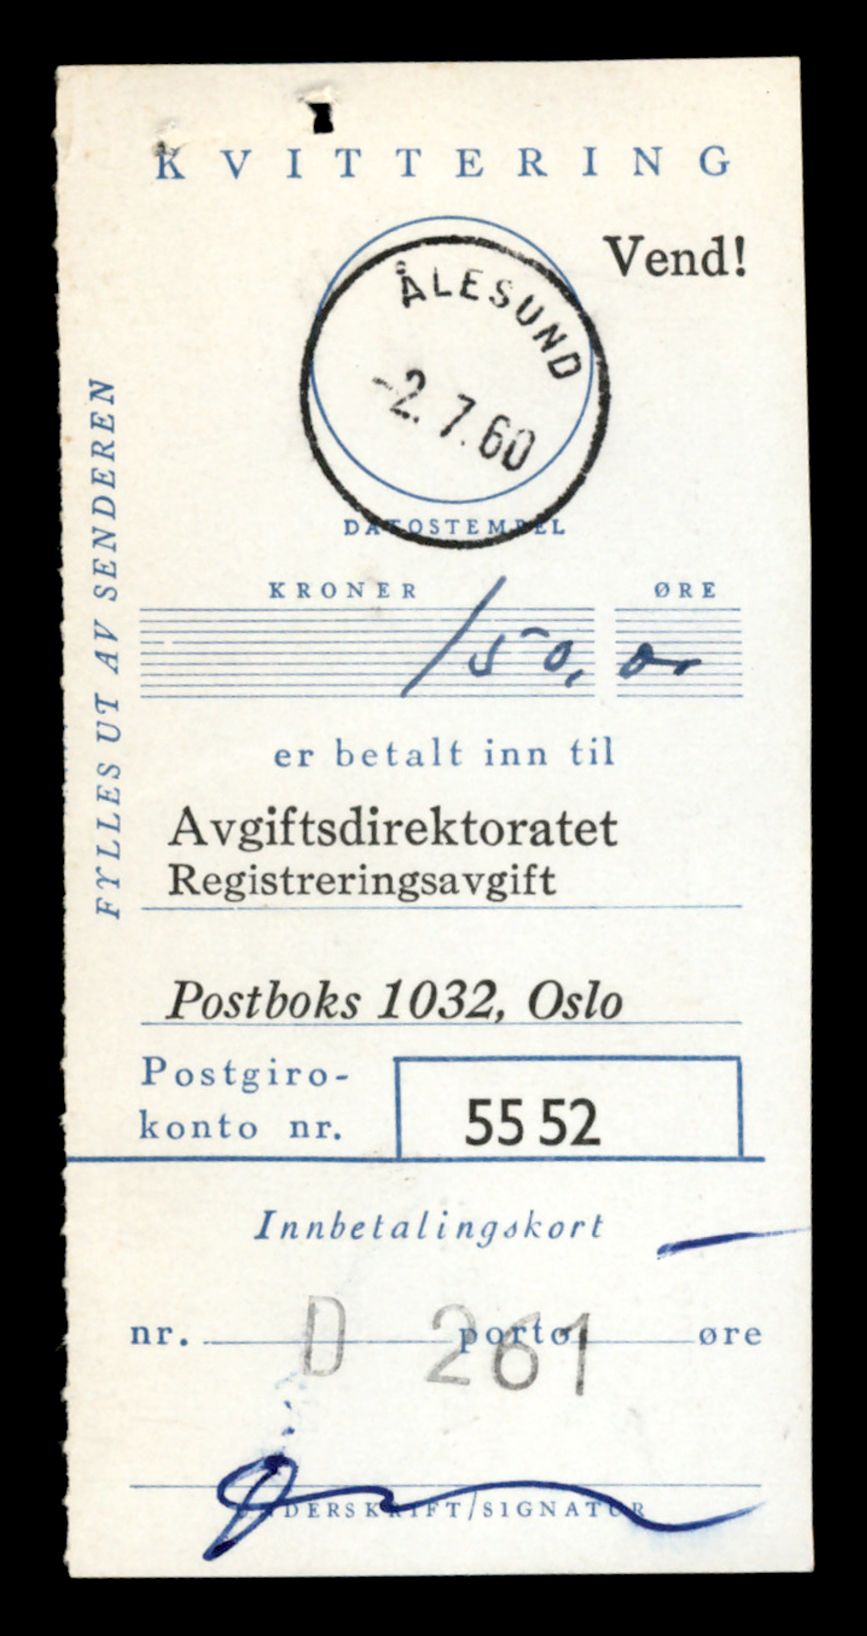 KVITTERING
Vend!
ÅLESUND
-2.7.60
DATOSTEMPEL
KRONER ØRE
150, oo
er betalt inn til
Avgiftsdirektoratet
Registreringsavgift
Postboks 1032, Oslo
Postgiro-
konto nr. 55 52
Innbetalingskort
nr. porto øre
D 261
UNDERSKRIFT/SIGNATUR
FYLLES UT AV SENDEREN